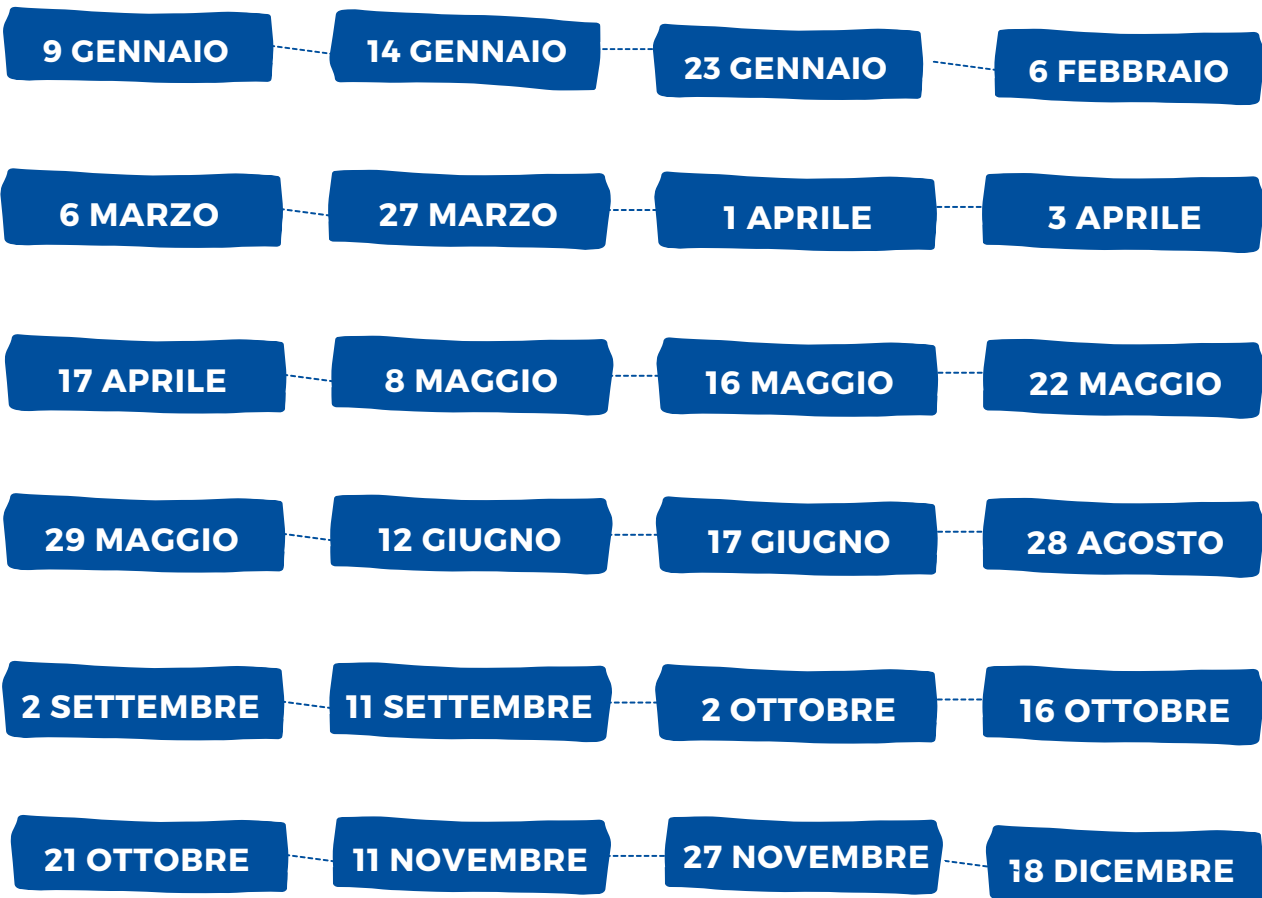 9 GENNAIO
14 GENNAIO
23 GENNAIO
6 FEBBRAIO
6 MARZO
27 MARZO
1 APRILE
3 APRILE
17 APRILE
8 MAGGIO
16 MAGGIO
22 MAGGIO
29 MAGGIO
12 GIUGNO
17 GIUGNO
28 AGOSTO
2 SETTEMBRE
11 SETTEMBRE
2 OTTOBRE
16 OTTOBRE
21 OTTOBRE
11 NOVEMBRE
27 NOVEMBRE
18 DICEMBRE